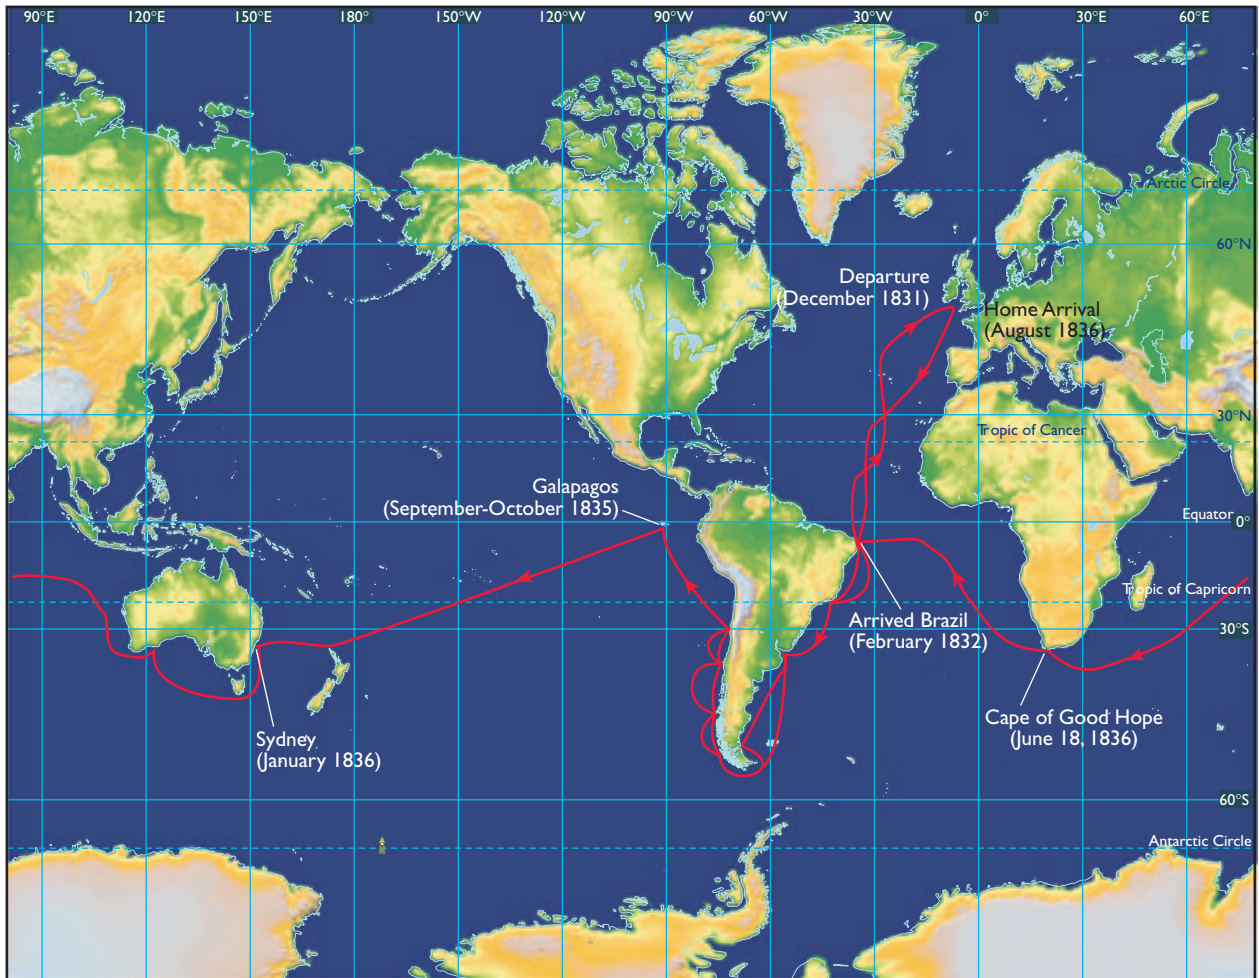 90°E 120°E 150°E 180° 150°W 120°W 90°W 60°W 30°W 0° 30°E 60°E
Arctic Circle
60°N
Departure
(December 1831)
Home Arrival
(August 1836)
30°N
Tropic of Cancer
Galapagos
(September-October 1835)
Equator 0°
Tropic of Capricorn
Arrived Brazil
(February 1832)
30°S
Cape of Good Hope
(June 18, 1836)
Sydney
(January 1836)
60°S
Antarctic Circle